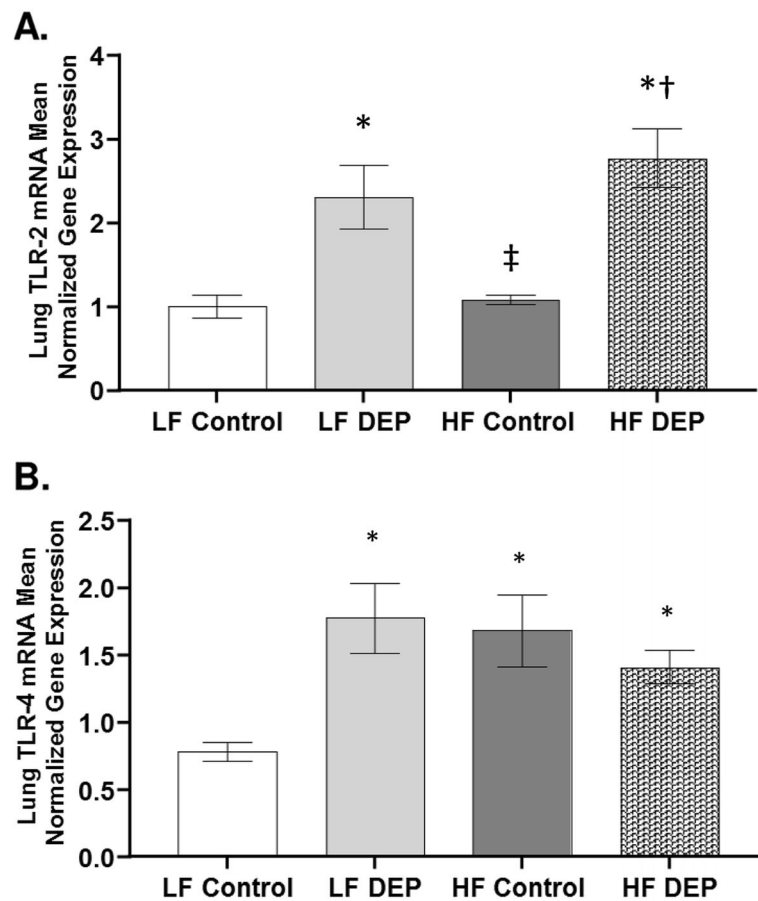 A.
Lung TLR-2 mRNA Mean
Normalized Gene Expression
4
3
2
1
0
*
‡
*†
LF Control LF DEP HF Control HF DEP
B.
Lung TLR-4 mRNA Mean
Normalized Gene Expression
2.5
2.0
1.5
1.0
0.5
0.0
*
*
*
LF Control LF DEP HF Control HF DEP